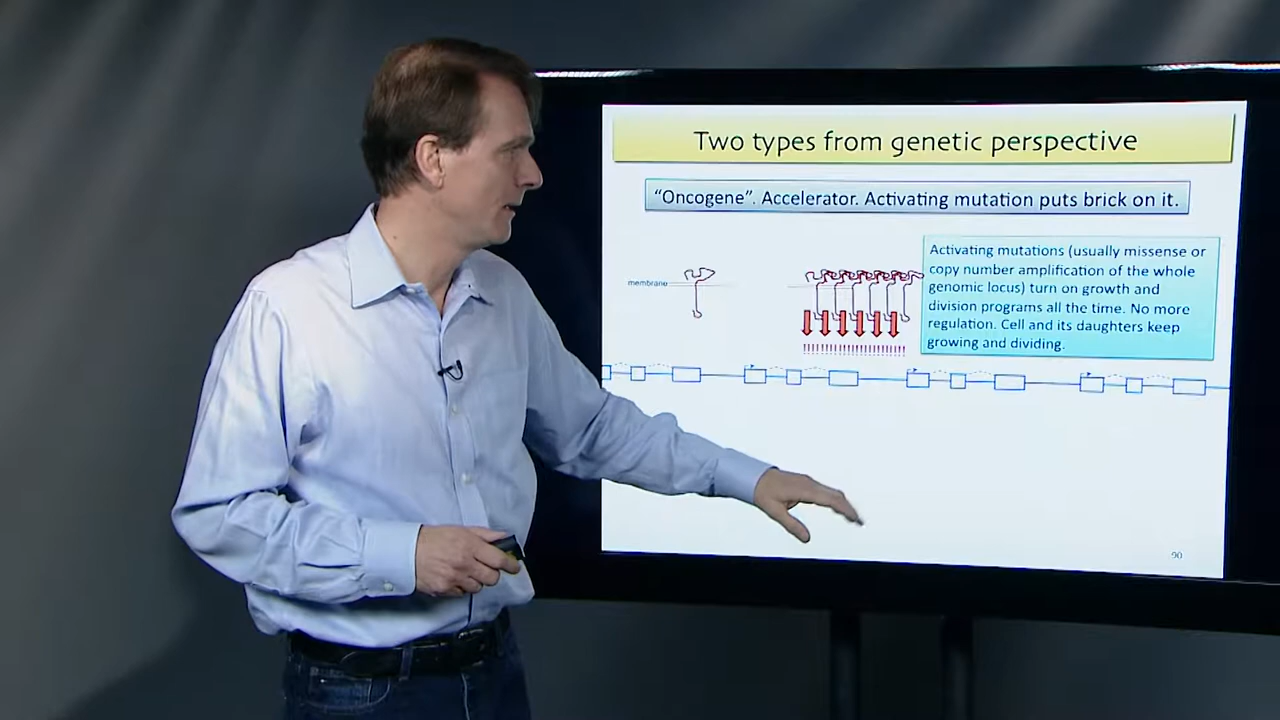 Two types from genetic perspective
“Oncogene”. Accelerator. Activating mutation puts brick on it.
Activating mutations (usually missense or
copy number amplification of the whole
genomic locus) turn on growth and
division programs all the time. No more
regulation. Cell and its daughters keep
growing and dividing.
membrane
90